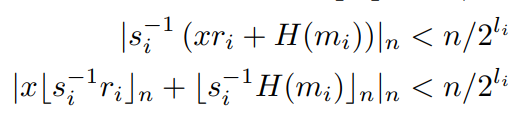 |s_i^{-1} (xr_i + H(m_i))|_n < n/2^{l_i}
|x⌊s_i^{-1}r_i⌋_n + ⌊s_i^{-1}H(m_i)⌋_n|_n < n/2^{l_i}